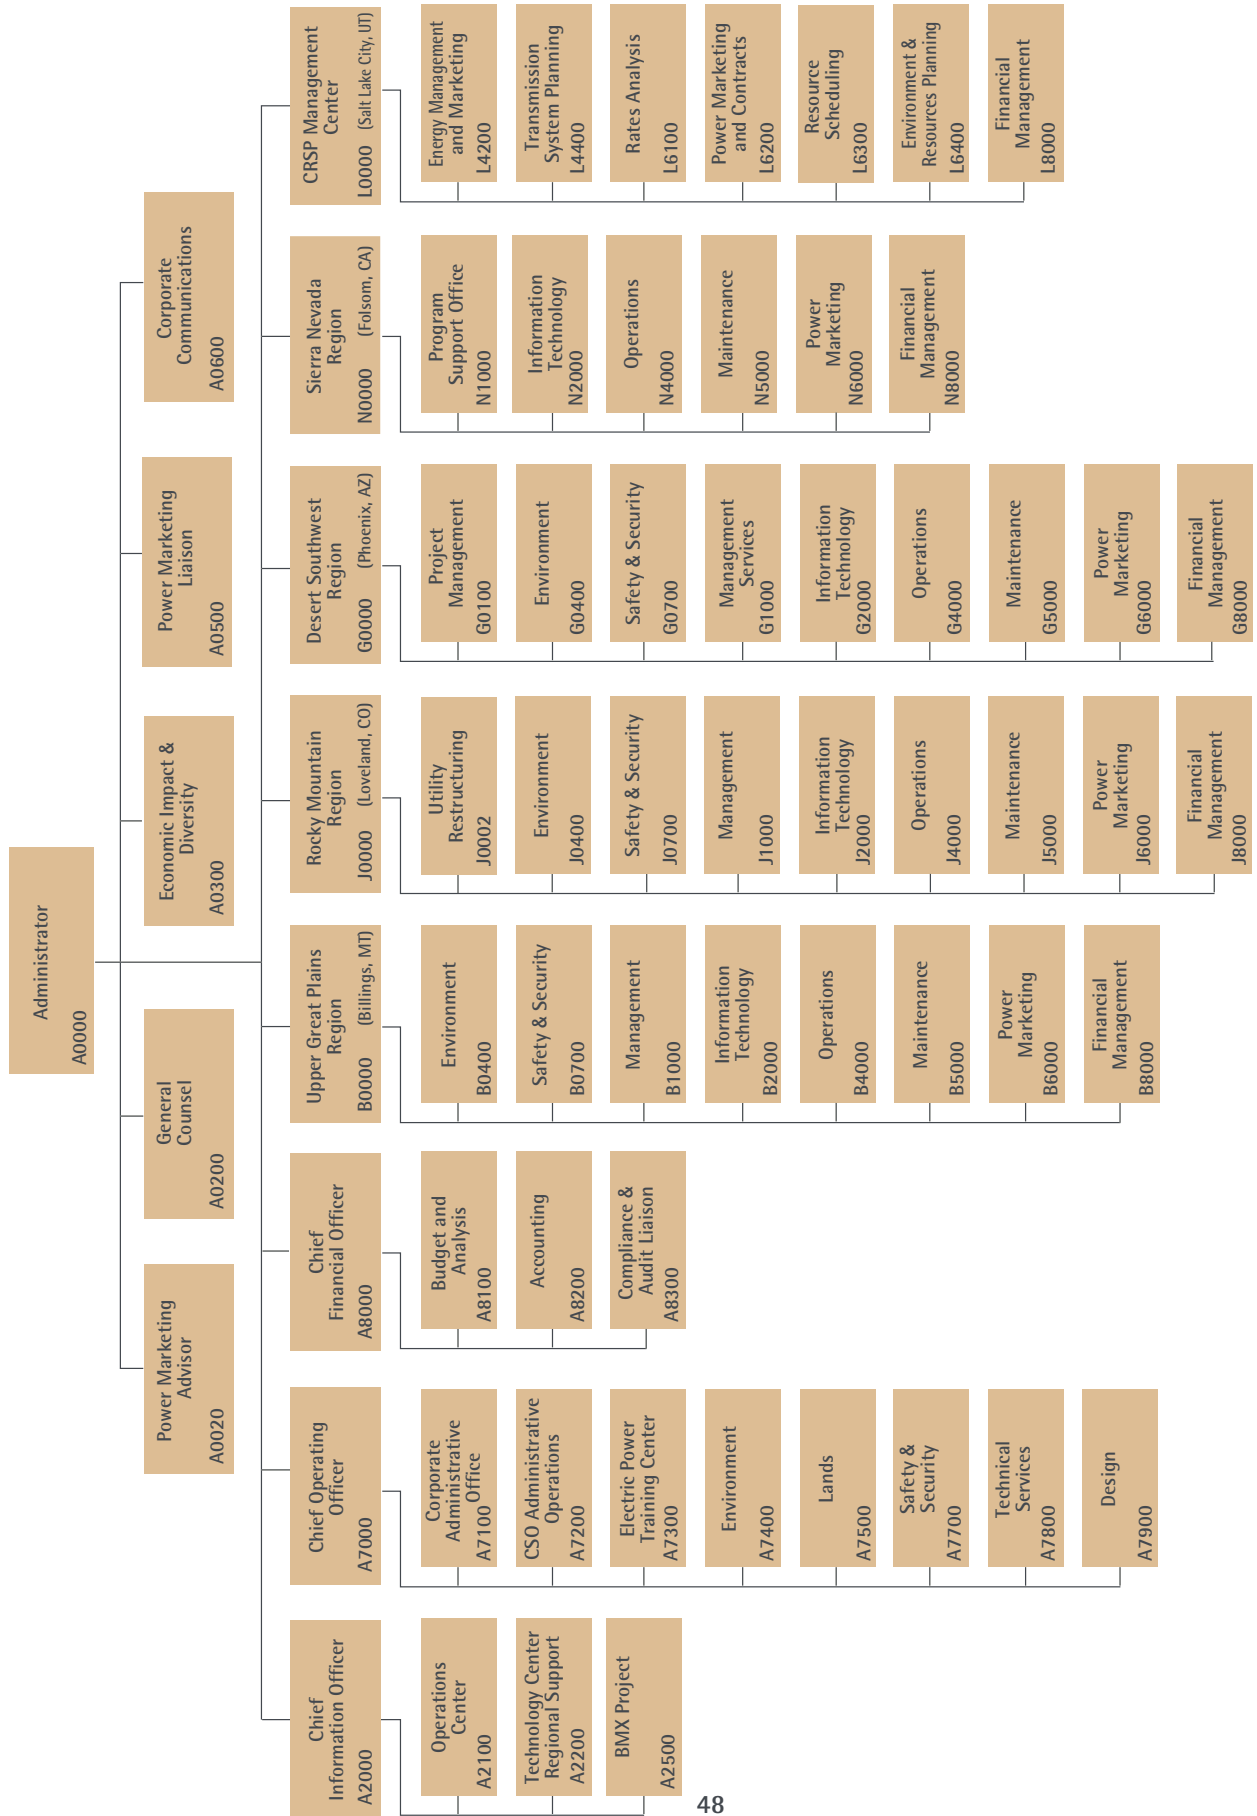 Administrator
A0000
Power Marketing
Advisor
A0020
General
Counsel
A0200
Economic Impact &
Diversity
A0300
Power Marketing
Liaison
A0500
Corporate
Communications
A0600
Chief
Information Officer
A2000
Operations
Center
A2100
Technology Center
Regional Support
A2200
BMX Project
A2500
Chief Operating
Officer
A7000
Corporate
Administrative
Office
A7100
CSO Administrative
Operations
A7200
Electric Power
Training Center
A7300
Environment
A7400
Lands
A7500
Safety &
Security
A7700
Technical
Services
A7800
Design
A7900
Chief
Financial Officer
A8000
Budget and
Analysis
A8100
Accounting
A8200
Compliance &
Audit Liaison
A8300
Upper Great Plains
Region
B0000 (Billings, MT)
Environment
B0400
Safety & Security
B0700
Management
B1000
Information
Technology
B2000
Operations
B4000
Maintenance
B5000
Power
Marketing
B6000
Financial
Management
B8000
Rocky Mountain
Region
J0000 (Loveland, CO)
Utility
Restructuring
J0002
Environment
J0400
Safety & Security
J0700
Management
J1000
Information
Technology
J2000
Operations
J4000
Maintenance
J5000
Power
Marketing
J6000
Financial
Management
J8000
Desert Southwest
Region
G0000 (Phoenix, AZ)
Project
Management
G0100
Environment
G0400
Safety & Security
G0700
Management
Services
G1000
Information
Technology
G2000
Operations
G4000
Maintenance
G5000
Power
Marketing
G6000
Financial
Management
G8000
Sierra Nevada
Region
N0000 (Folsom, CA)
Program
Support Office
N1000
Information
Technology
N2000
Operations
N4000
Maintenance
N5000
Power
Marketing
N6000
Financial
Management
N8000
CRSP Management
Center
L0000 (Salt Lake City, UT)
Energy Management
and Marketing
L4200
Transmission
System Planning
L4400
Rates Analysis
L6100
Power Marketing
and Contracts
L6200
Resource
Scheduling
L6300
Environment &
Resources Planning
L6400
Financial
Management
L8000
48